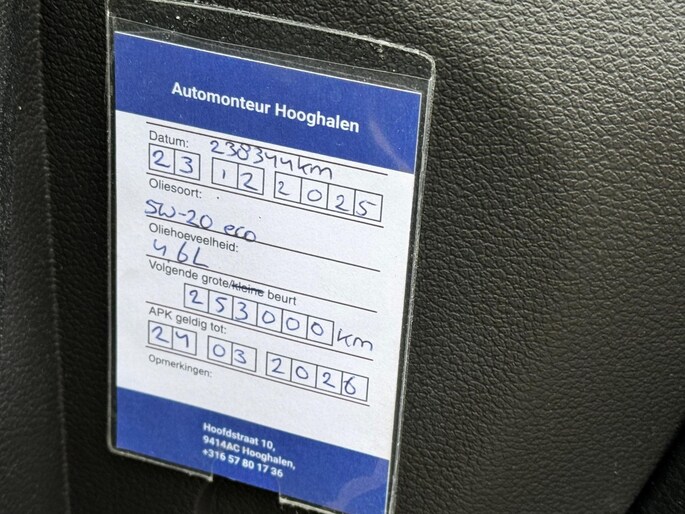 Automonteur Hooghalen
Datum: 238344km
23 12 2025
Oliesoort:
5W-20 eco
Oliehoeveelheid:
4,6L
Volgende grote/kleine beurt
253000 km
APK geldig tot:
24 03 2026
Opmerkingen:
Hoofdstraat 10,
9414AC Hooghalen,
+316 57 80 17 36